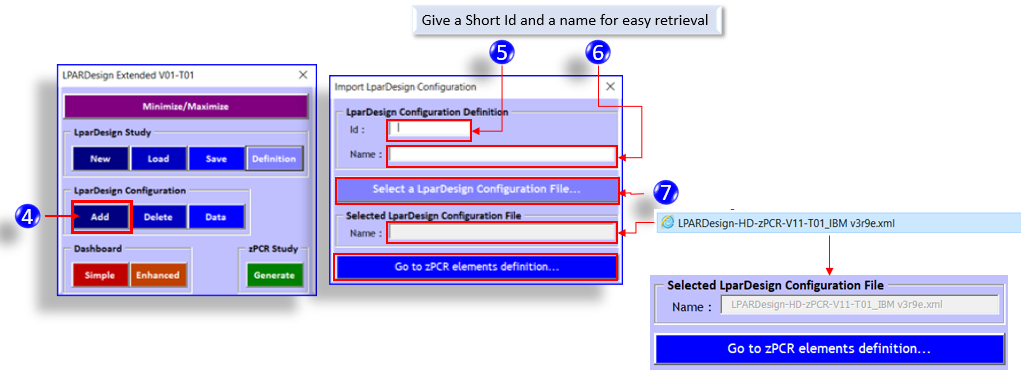 Give a Short Id and a name for easy retrieval
5
6
LPARDesign Extended V01-T01
Minimize/Maximize
LparDesign Study
New Load Save Definition
LparDesign Configuration
4
Add Delete Data
Dashboard zPCR Study
Simple Enhanced Generate
Import LparDesign Configuration
LparDesign Configuration Definition
Id :
Name :
Select a LparDesign Configuration File...
7
Selected LparDesign Configuration File
Name :
Go to zPCR elements definition...
LPARDesign-HD-zPCR-V11-T01_IBM v3r9e.xml
Selected LparDesign Configuration File
Name : LPARDesign-HD-zPCR-V11-T01_IBM v3r9e.xml
Go to zPCR elements definition...